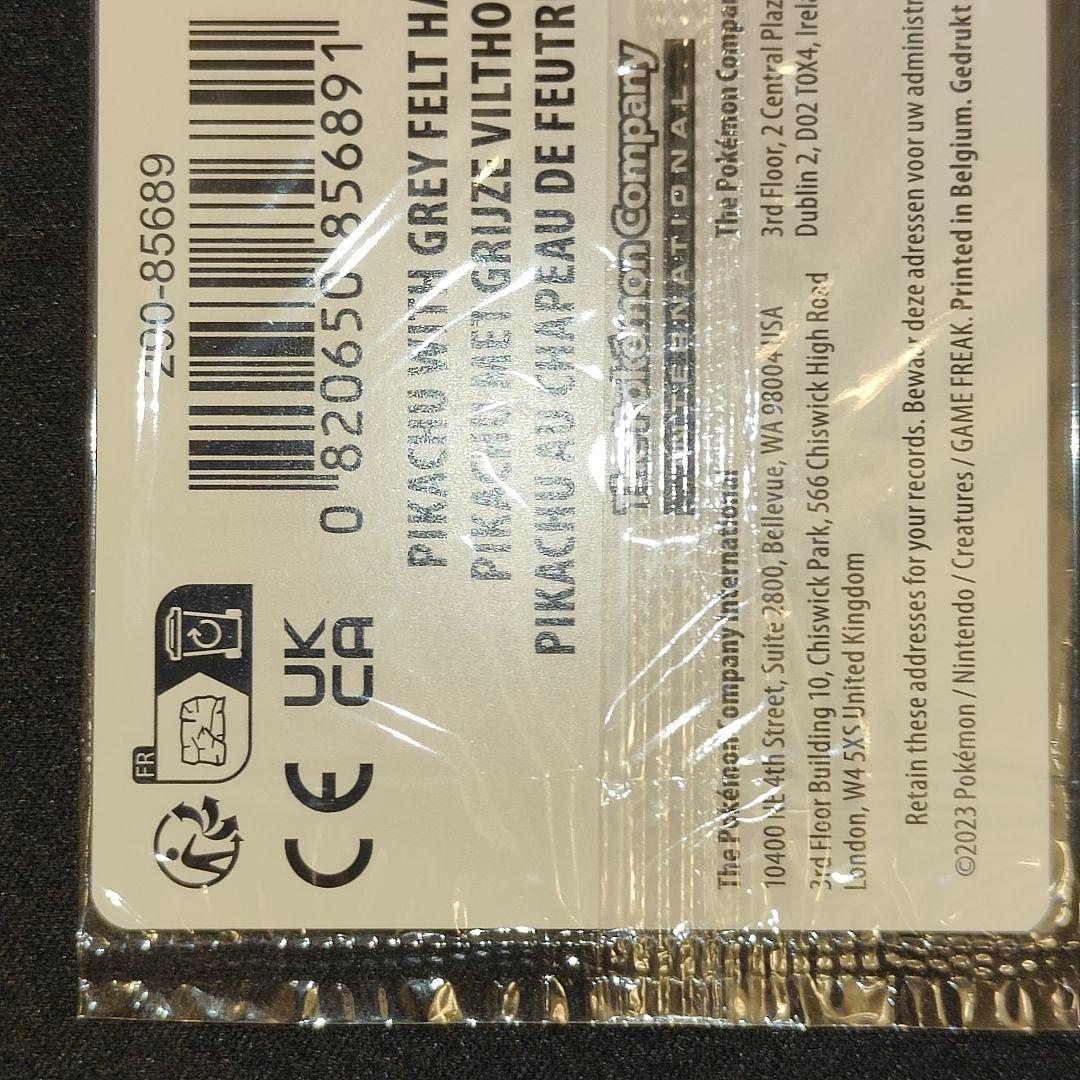 290-85689
0 820650 856891
PIKACHU WITH GREY FELT HA
PIKACHU MET GRIJZE VILTHO
PIKACHU AU CHAPEAU DE FEUTR
FR
CE
UK
CA
The Pokémon Company
INTERNATIONAL
The Pokémon Company International
10400 NE 4th Street, Suite 2800, Bellevue, WA 98004 USA
3rd Floor Building 10, Chiswick Park, 566 Chiswick High Road
London, W4 5XS United Kingdom
The Pokémon Compan
3rd Floor, 2 Central Plaz
Dublin 2, D02 T0X4, Irela
Retain these addresses for your records. Bewaar deze adressen voor uw administr
©2023 Pokémon / Nintendo / Creatures / GAME FREAK. Printed in Belgium. Gedrukt